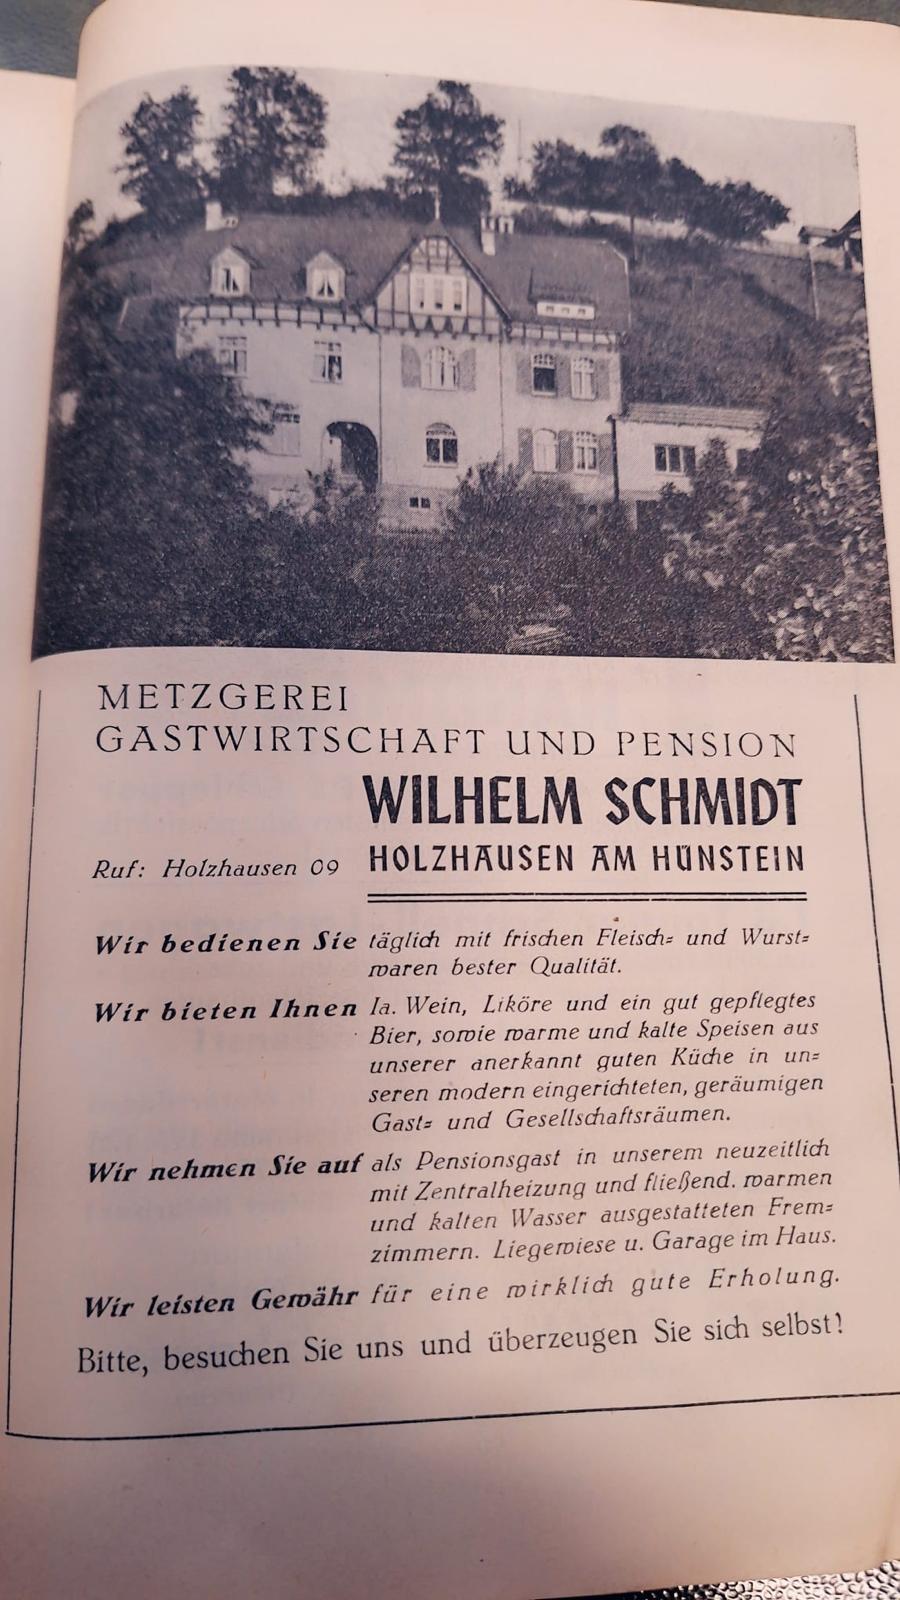 METZGEREI
GASTWIRTSCHAFT UND PENSION
WILHELM SCHMIDT
Ruf: Holzhausen 09 HOLZHAUSEN AM HÜNSTEIN
Wir bedienen Sie täglich mit frischen Fleisch= und Wurst=
waren bester Qualität.
Wir bieten Ihnen Ia. Wein, Liköre und ein gut gepflegtes
Bier, sowie warme und kalte Speisen aus
unserer anerkannt guten Küche in un=
seren modern eingerichteten, geräumigen
Gast= und Gesellschaftsräumen.
Wir nehmen Sie auf als Pensionsgast in unserem neuzeitlich
mit Zentralheizung und fließend. warmen
und kalten Wasser ausgestatteten Frem=
zimmern. Liegewiese u. Garage im Haus.
Wir leisten Gewähr für eine wirklich gute Erholung.
Bitte, besuchen Sie uns und überzeugen Sie sich selbst!